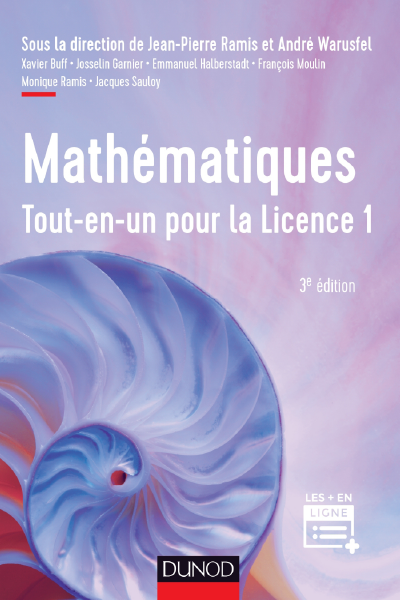 Sous la direction de Jean-Pierre Ramis et André Warusfel
Xavier Buff • Josselin Garnier • Emmanuel Halberstadt • François Moulin
Monique Ramis • Jacques Sauloy
Mathématiques
Tout-en-un pour la Licence 1
3e édition
LES + EN
LIGNE
DUNOD